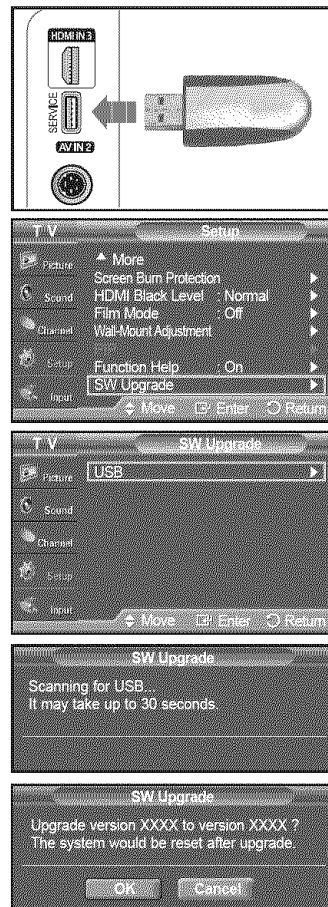 HDMI IN 3
SERVICE
AV IN 2
T V
Setup
Picture
Sound
Channel
Setup
Input
▲ More
Screen Burn Protection
HDMI Black Level : Normal
Film Mode : Off
Wall-Mount Adjustment
Function Help : On
SW Upgrade
Move Enter Return
T V
SW Upgrade
Picture
Sound
Channel
Setup
Input
USB
Move Enter Return
SW Upgrade
Scanning for USB...
It may take up to 30 seconds.
SW Upgrade
Upgrade version XXXX to version XXXX ?
The system would be reset after upgrade.
OK Cancel